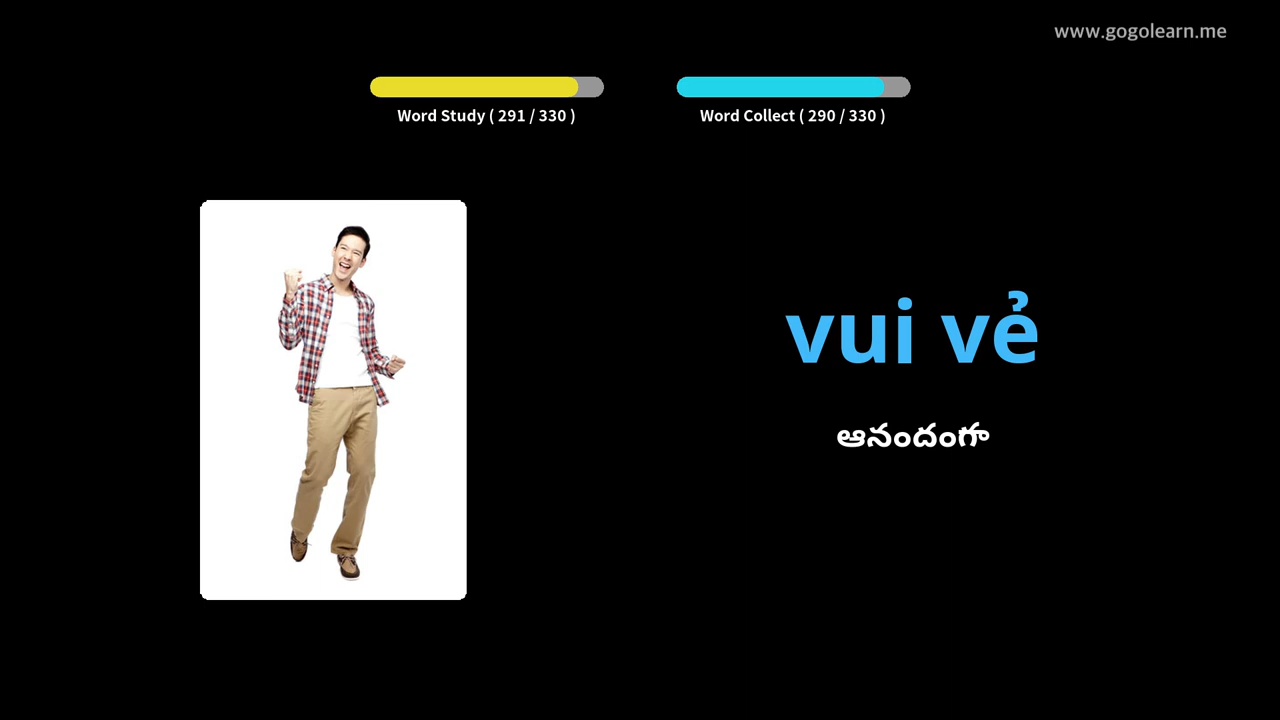 www.gogolearn.me
Word Study ( 291 / 330 )
Word Collect ( 290 / 330 )
vui vẻ
ఆనందంగా